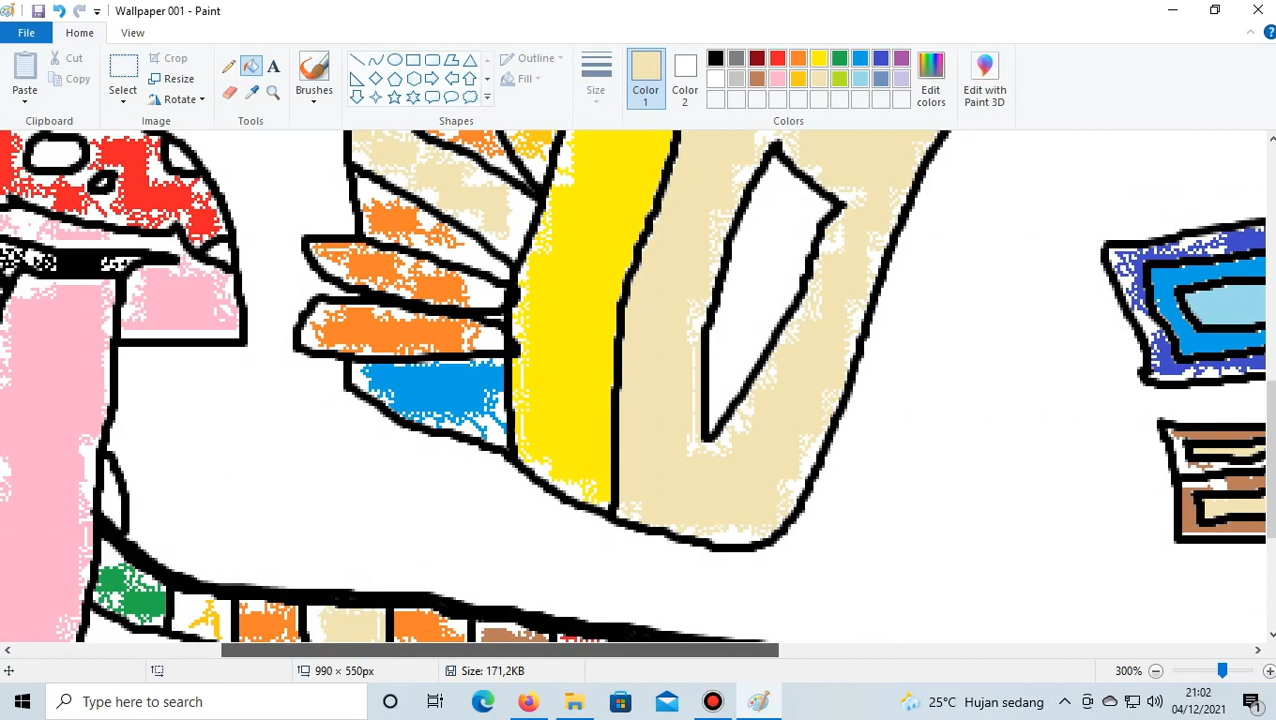 Wallpaper 001 - Paint
File Home View
Paste
Cut
Copy
Clipboard
Select
Crop
Resize
Rotate
Image
A
Tools
Brushes
Outline
Fill
Shapes
Size
Color 1
Color 2
Edit colors
Colors
Edit with Paint 3D
990 × 550px
Size: 171,2KB
300%
Type here to search
25°C Hujan sedang
21:02
04/12/2021
1